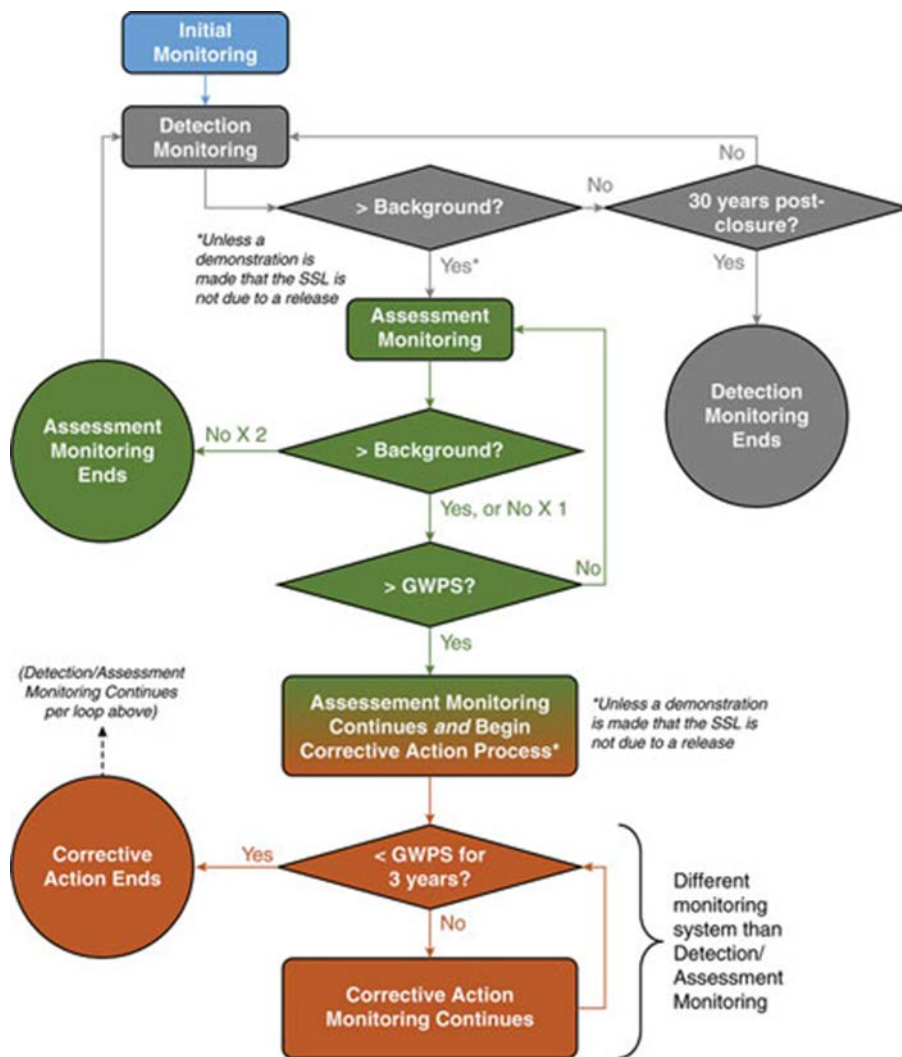 Initial
Monitoring
Detection
Monitoring
No
> Background?
No
30 years post-
closure?
*Unless a
demonstration is
made that the SSL is
not due to a release
Yes*
Yes
Assessment
Monitoring
Detection
Monitoring
Ends
Assessment
Monitoring
Ends
No X 2
> Background?
Yes, or No X 1
> GWPS?
No
Yes
(Detection/Assessment
Monitoring Continues
per loop above)
Assessement Monitoring
Continues and Begin
Corrective Action Process*
*Unless a demonstration
is made that the SSL is
not due to a release
Corrective
Action Ends
Yes
< GWPS for
3 years?
No
Corrective Action
Monitoring Continues
Different
monitoring
system than
Detection/
Assessment
Monitoring